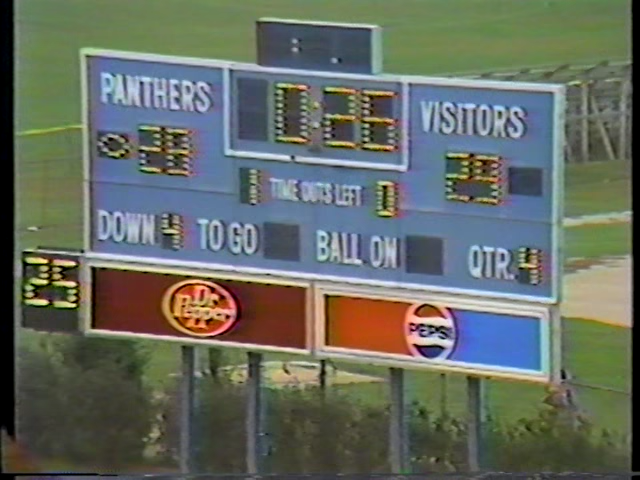 PANTHERS 0:26 VISITORS
TIME OUTS LEFT 0
DOWN 4 TO GO BALL ON QTR. 4
25
Dr Pepper
PEPSI